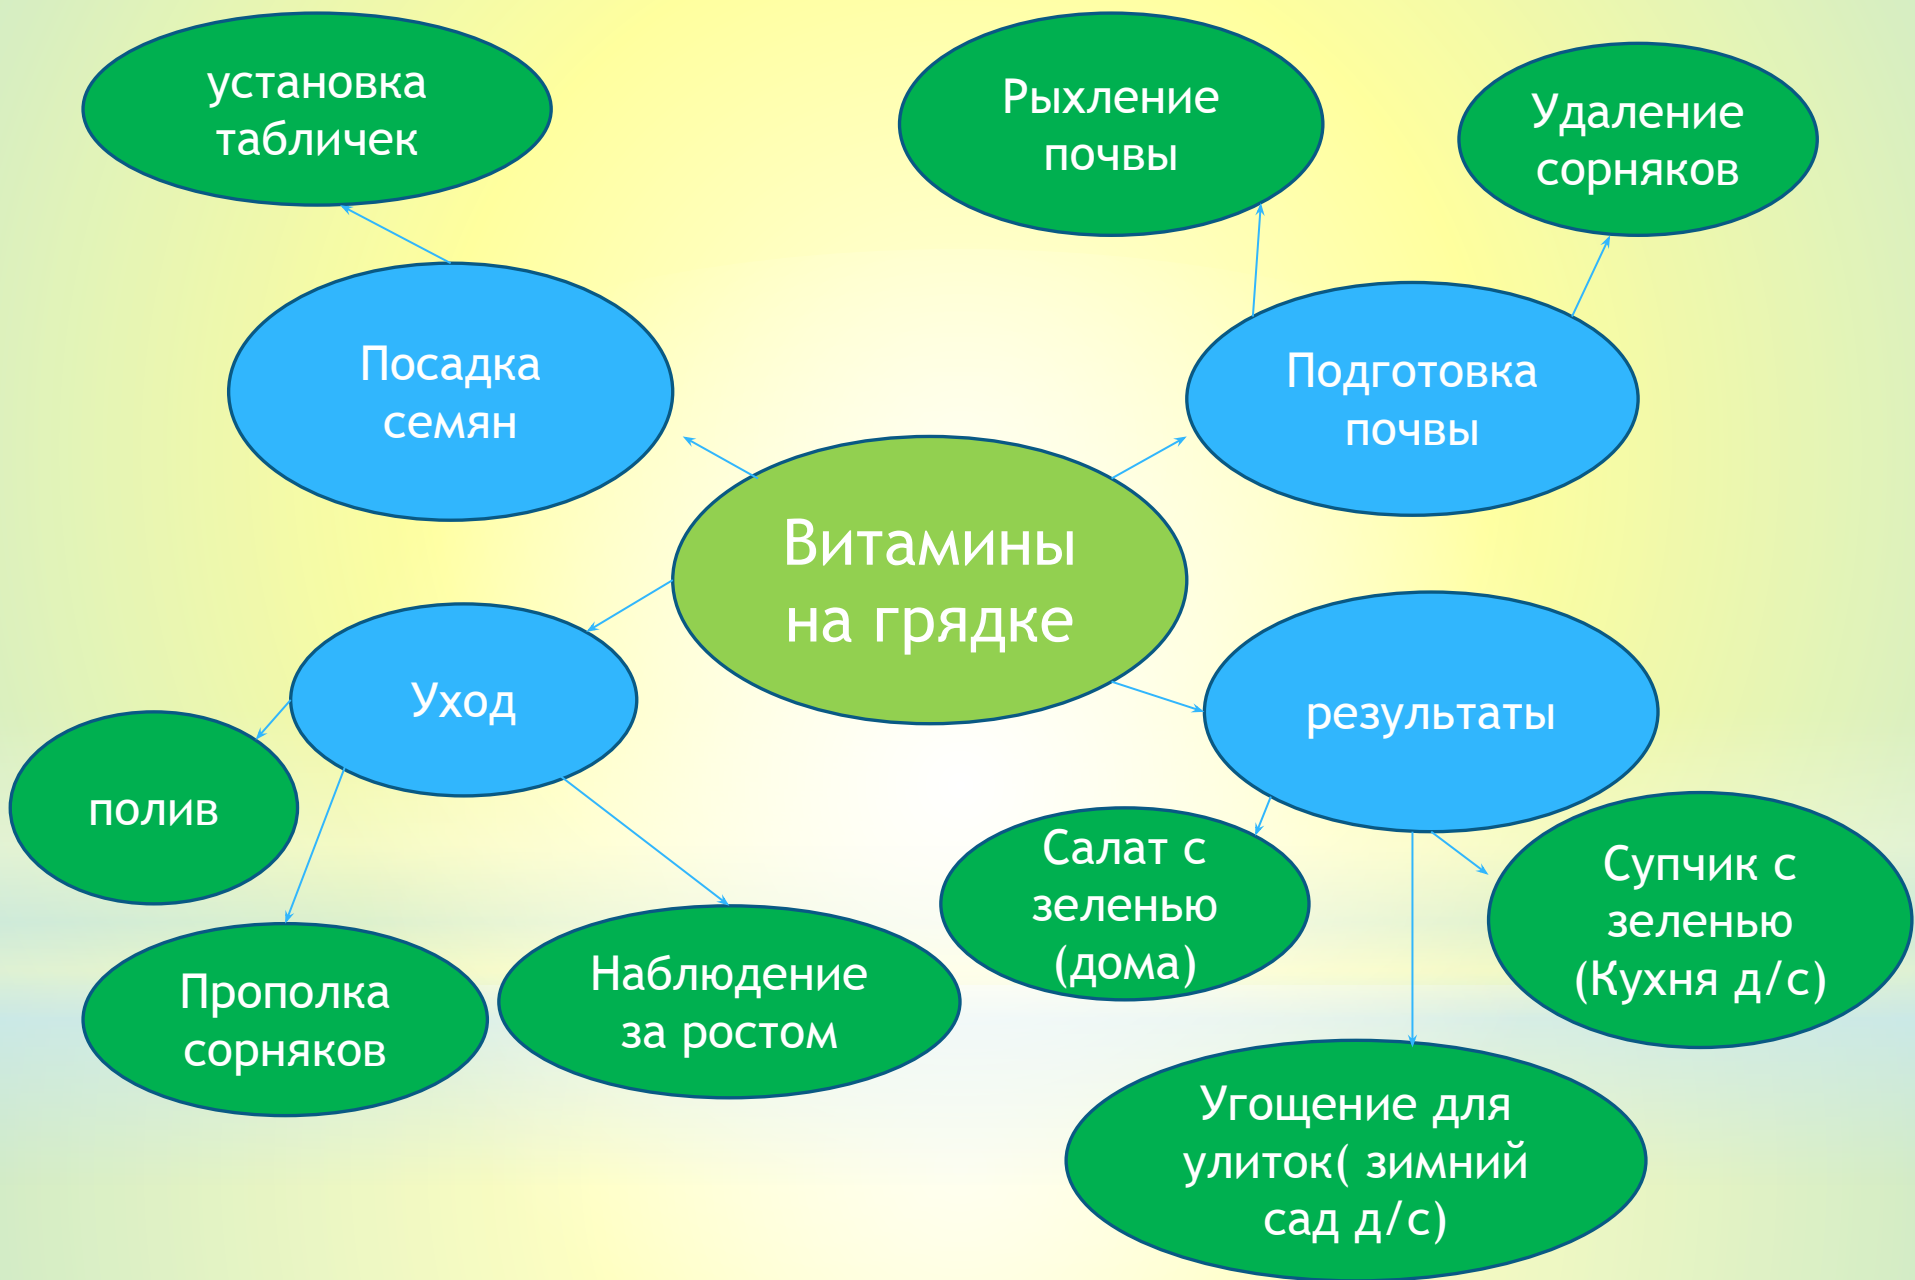 установка
табличек
Рыхление
почвы
Удаление
сорняков
Посадка
семян
Подготовка
почвы
Витамины
на грядке
Уход
результаты
полив
Прополка
сорняков
Наблюдение
за ростом
Салат с
зеленью
(дома)
Супчик с
зеленью
(Кухня д/с)
Угощение для
улиток( зимний
сад д/с)